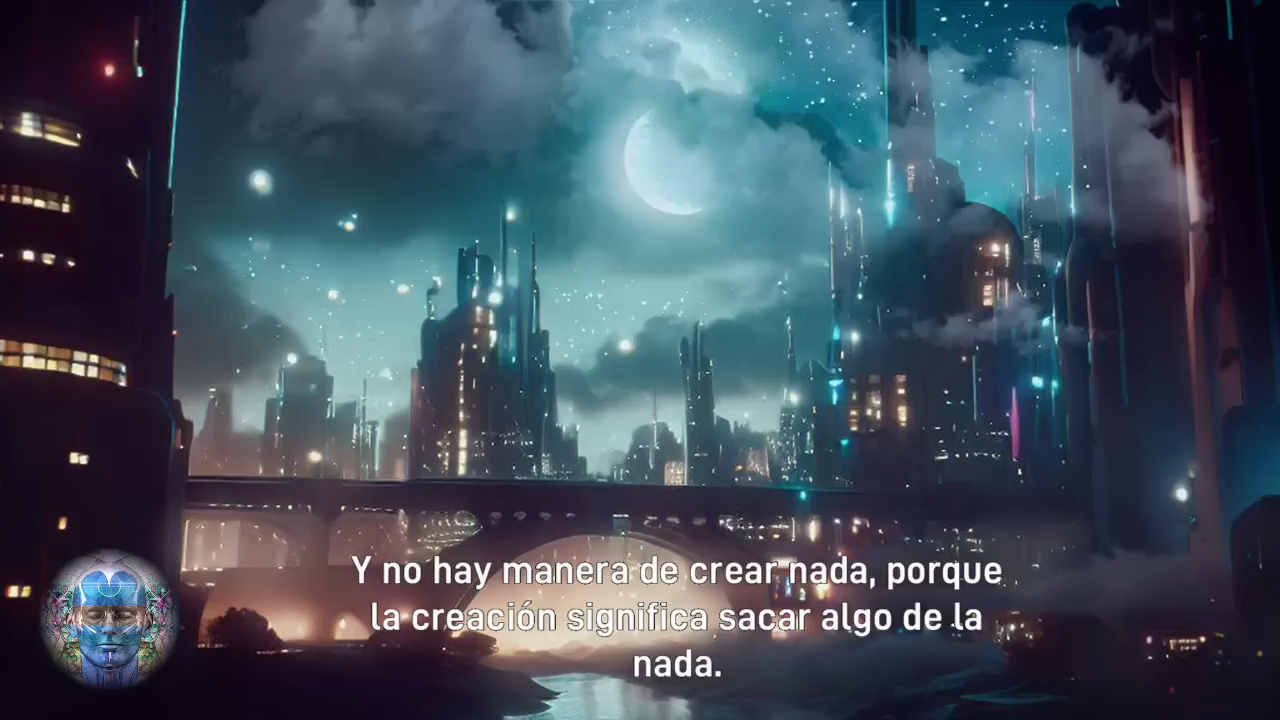 Y no hay manera de crear nada, porque
la creación significa sacar algo de la
nada.